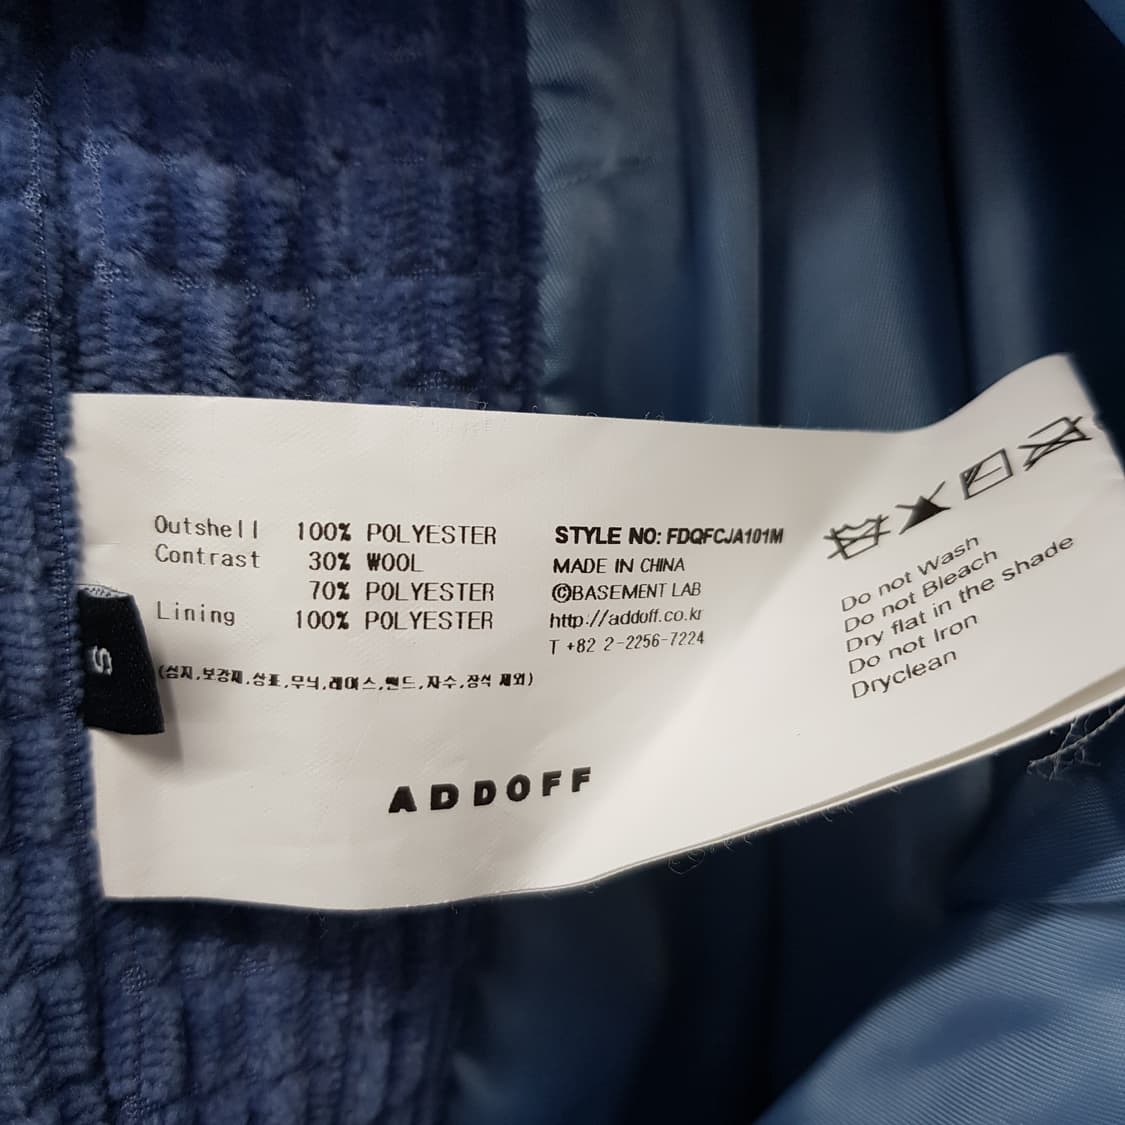 Outshell 100% POLYESTER
Contrast 30% WOOL
70% POLYESTER
Lining 100% POLYESTER
(심지,보강재,상표,무늬,레이스,밴드,자수,장식 제외)
STYLE NO: FDQFCJA101M
MADE IN CHINA
©BASEMENT LAB
http://addoff.co.kr
T +82 2-2256-7224
Do not Wash
Do not Bleach
Dry flat in the shade
Do not Iron
Dryclean
S
ADDOFF